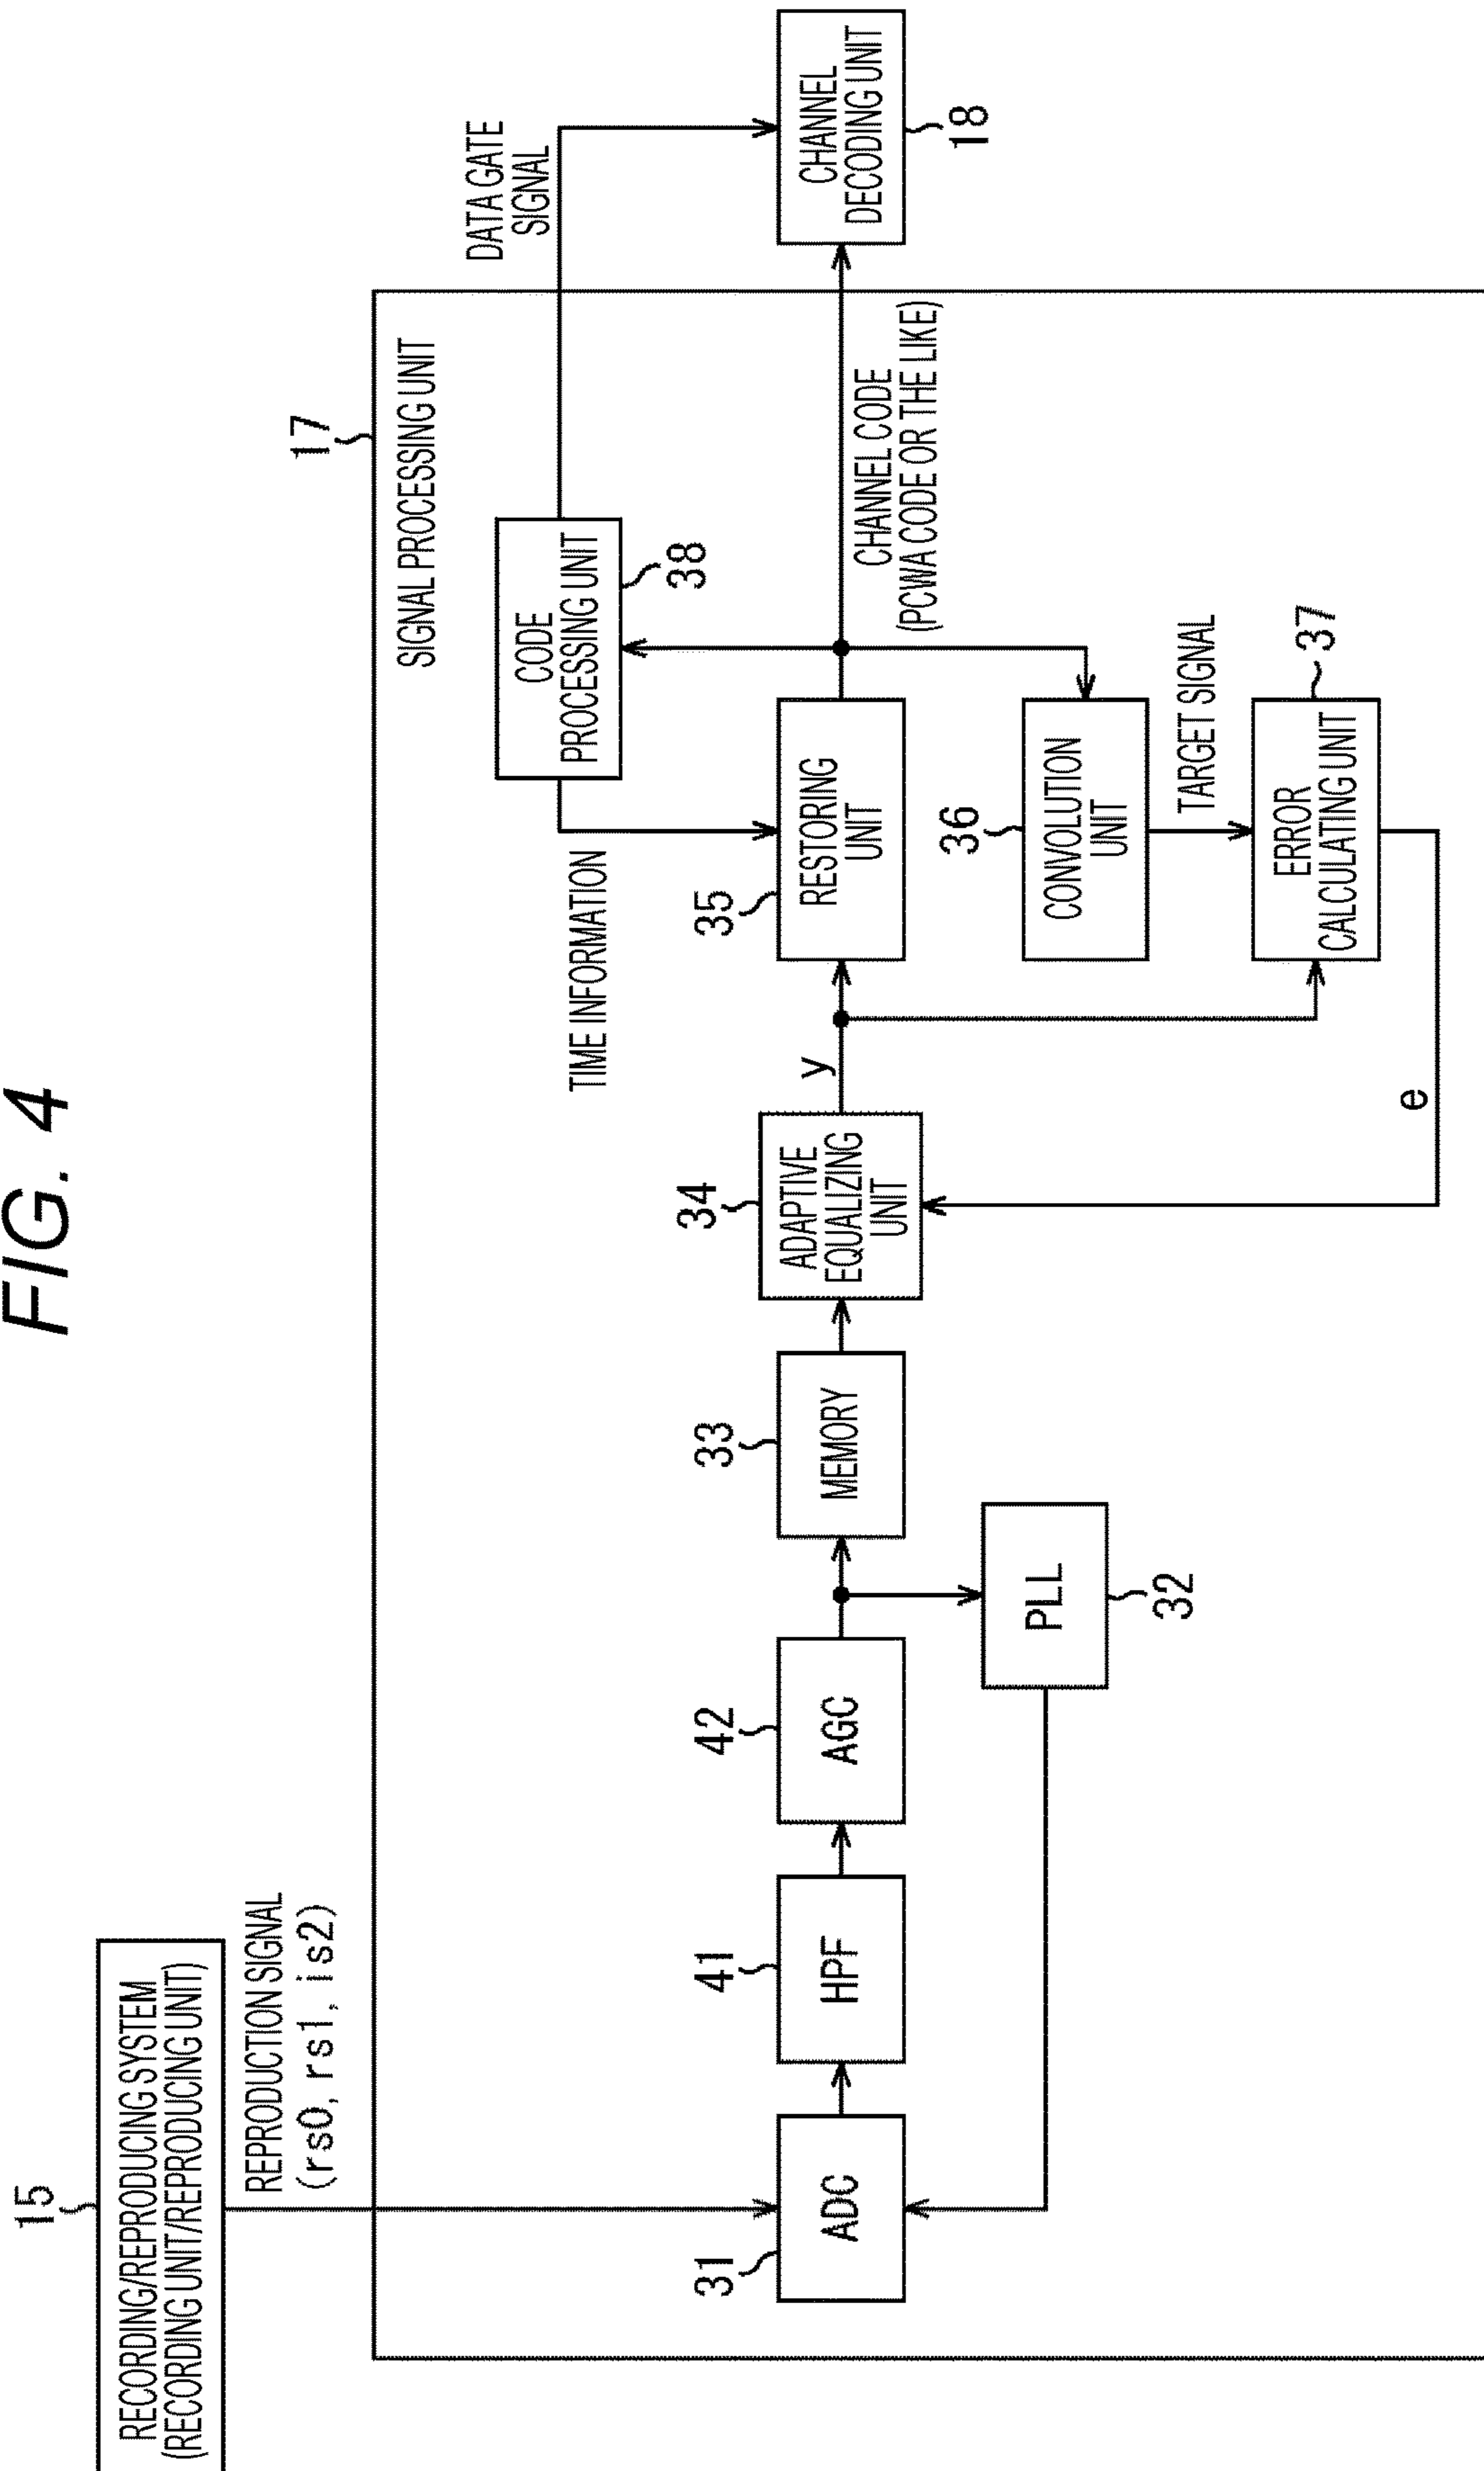 FIG. 4
15
RECORDING/REPRODUCING SYSTEM
(RECORDING UNIT/REPRODUCING UNIT)
REPRODUCTION SIGNAL
(rs0, rs1, is2)
17
SIGNAL PROCESSING UNIT
DATA GATE
SIGNAL
CODE
PROCESSING UNIT
38
TIME INFORMATION
31
ADC
41
HPF
42
AGC
33
MEMORY
34
ADAPTIVE
EQUALIZING
UNIT
y
35
RESTORING
UNIT
CHANNEL CODE
(PCWA CODE OR THE LIKE)
CHANNEL
DECODING UNIT
18
PLL
32
36
CONVOLUTION
UNIT
TARGET SIGNAL
ERROR
CALCULATING UNIT
37
e